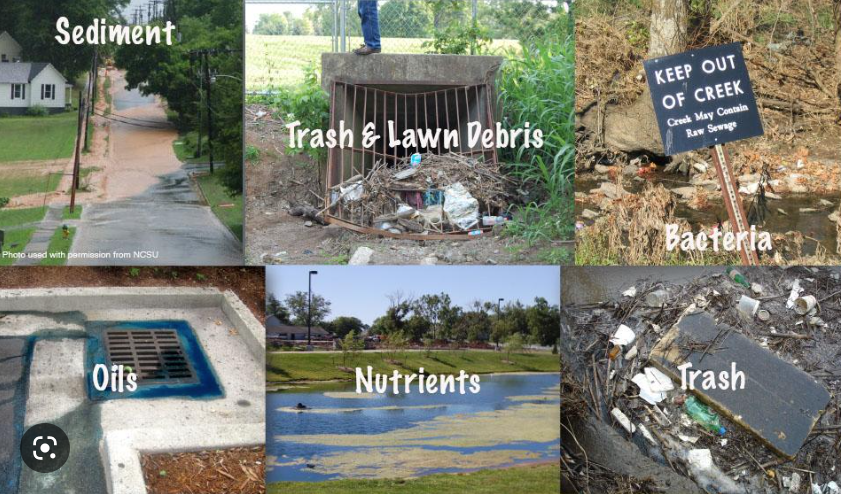 Sediment
Photo used with permission from NCSU
Trash & Lawn Debris
KEEP OUT
OF CREEK
Creek May Contain
Raw Sewage
Bacteria
Oils
Nutrients
Trash